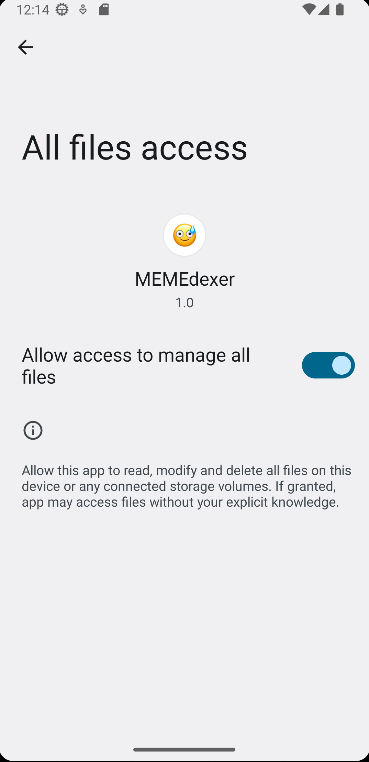 12:14
All files access
MEMEdexer
1.0
Allow access to manage all
files
Allow this app to read, modify and delete all files on this
device or any connected storage volumes. If granted,
app may access files without your explicit knowledge.